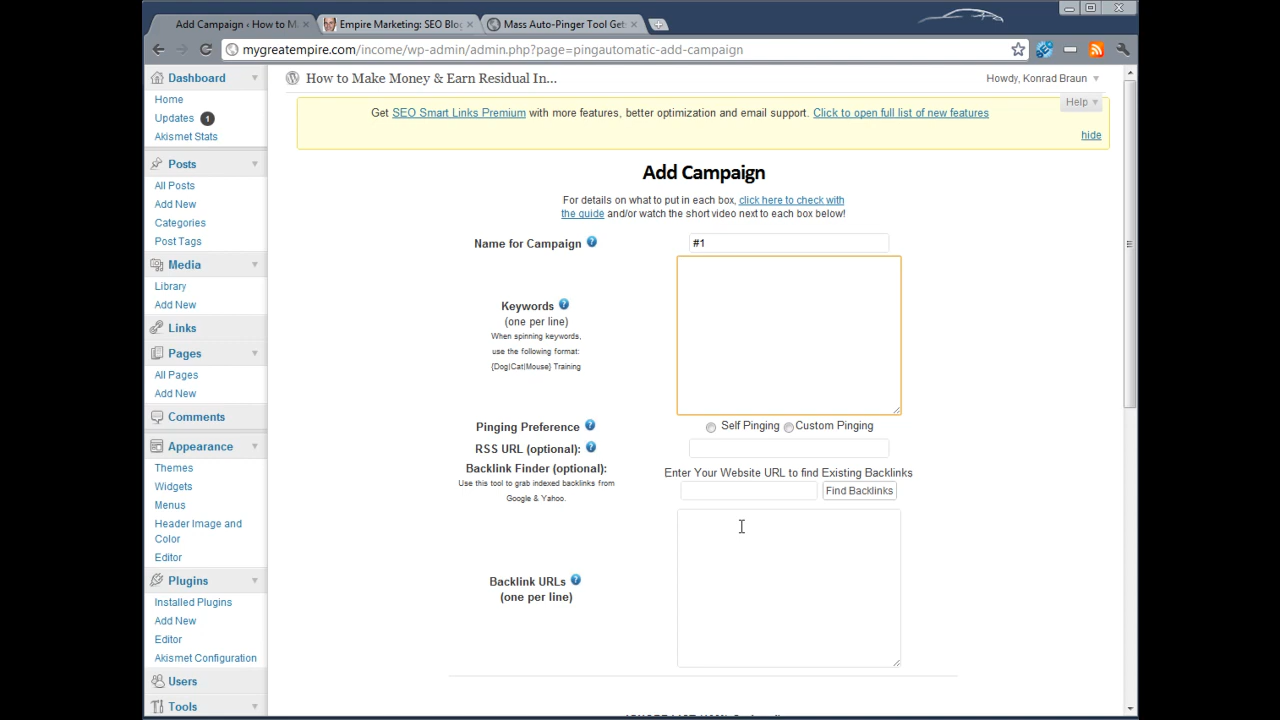 Add Campaign ‹ How to M
Empire Marketing: SEO Blog
Mass Auto-Pinger Tool Get
mygreatempire.com/income/wp-admin/admin.php?page=pingautomatic-add-campaign
How to Make Money & Earn Residual In...
Howdy, Konrad Braun
Help
Get SEO Smart Links Premium with more features, better optimization and email support. Click to open full list of new features
hide
Dashboard
Home
Updates 1
Akismet Stats
Posts
All Posts
Add New
Categories
Post Tags
Media
Library
Add New
Links
Pages
All Pages
Add New
Comments
Appearance
Themes
Widgets
Menus
Header Image and
Color
Editor
Plugins
Installed Plugins
Add New
Editor
Akismet Configuration
Users
Tools
Add Campaign
For details on what to put in each box, click here to check with
the guide and/or watch the short video next to each box below!
Name for Campaign ? #1
Keywords ?
(one per line)
When spinning keywords,
use the following format:
{Dog|Cat|Mouse} Training
Pinging Preference ? Self Pinging Custom Pinging
RSS URL (optional): ?
Backlink Finder (optional): Enter Your Website URL to find Existing Backlinks
Use this tool to grab indexed backlinks from
Google & Yahoo.
Find Backlinks
Backlink URLs ?
(one per line)